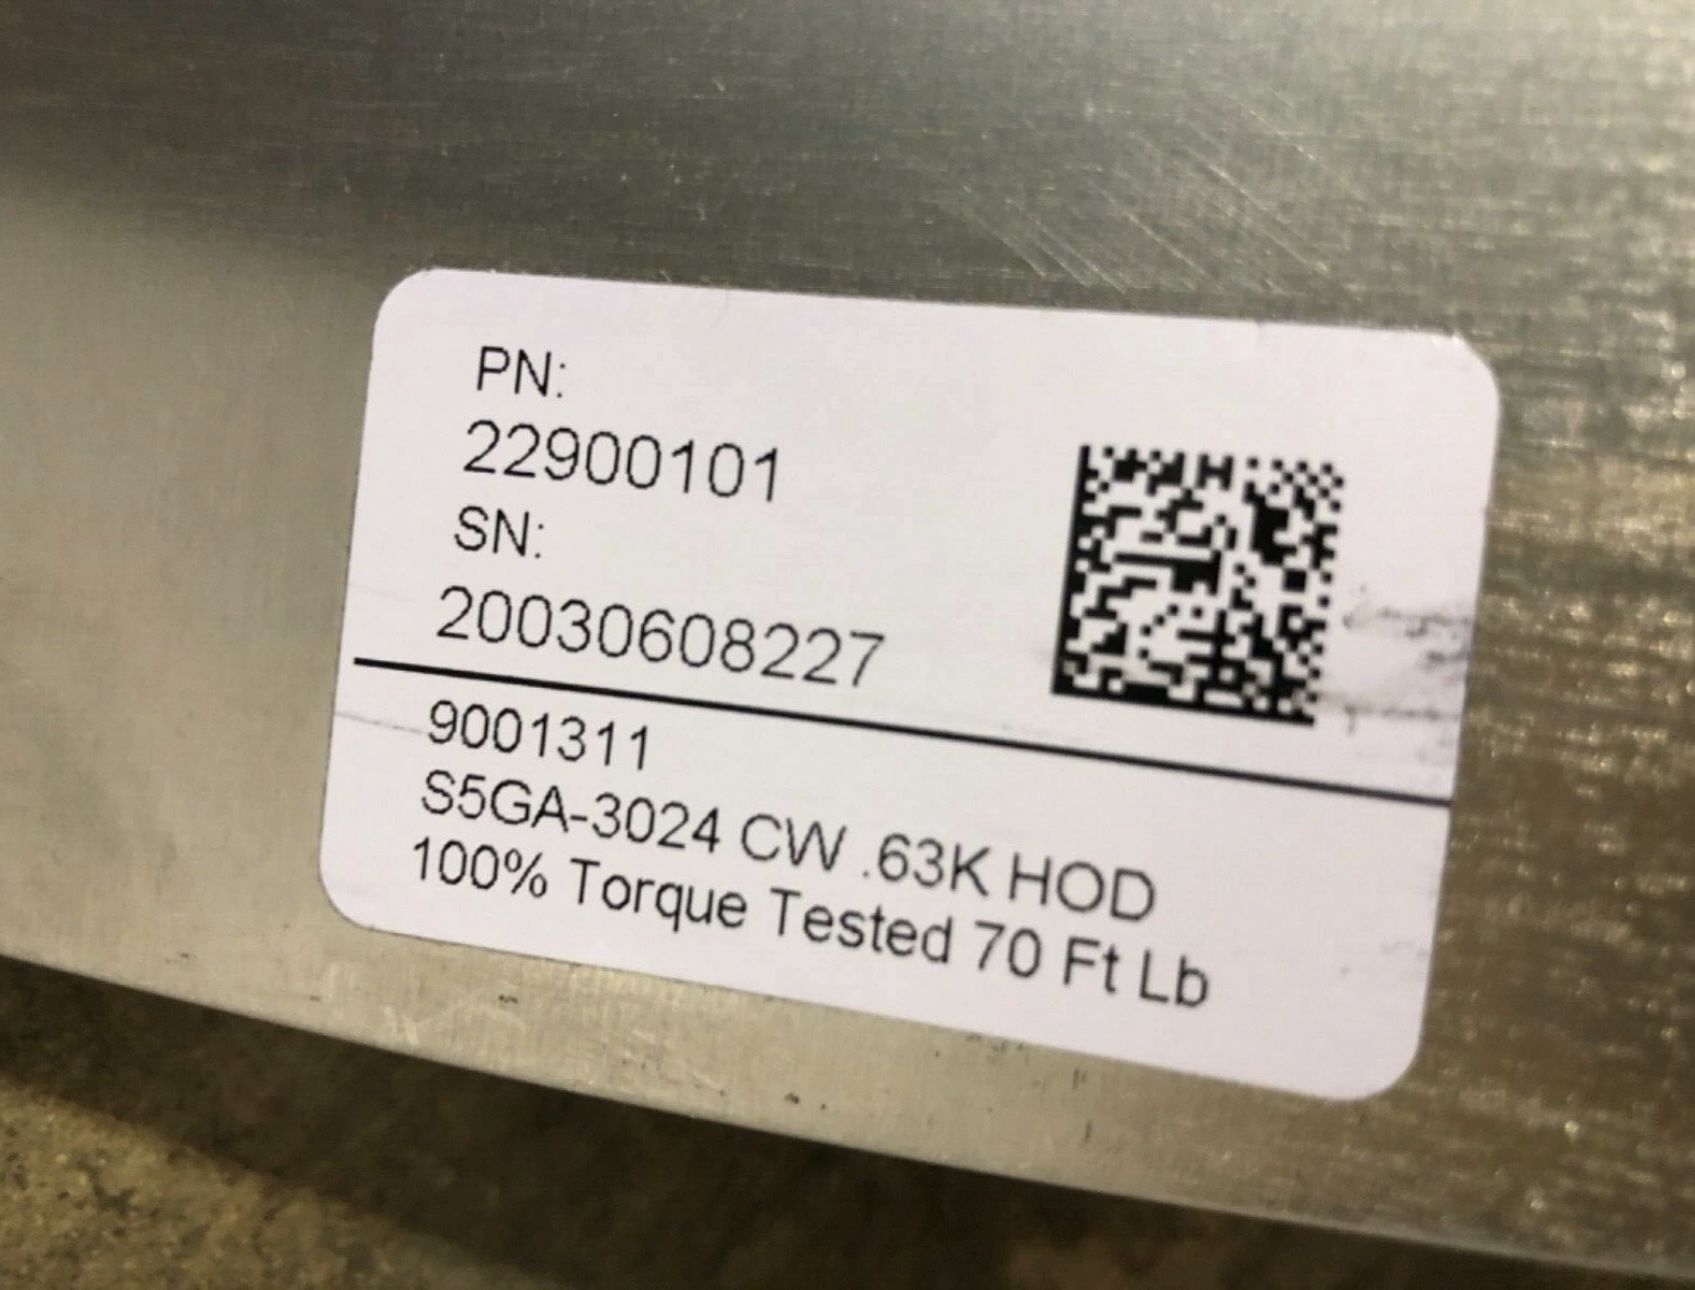 PN:
22900101
SN:
20030608227
9001311
S5GA-3024 CW .63K HOD
100% Torque Tested 70 Ft Lb